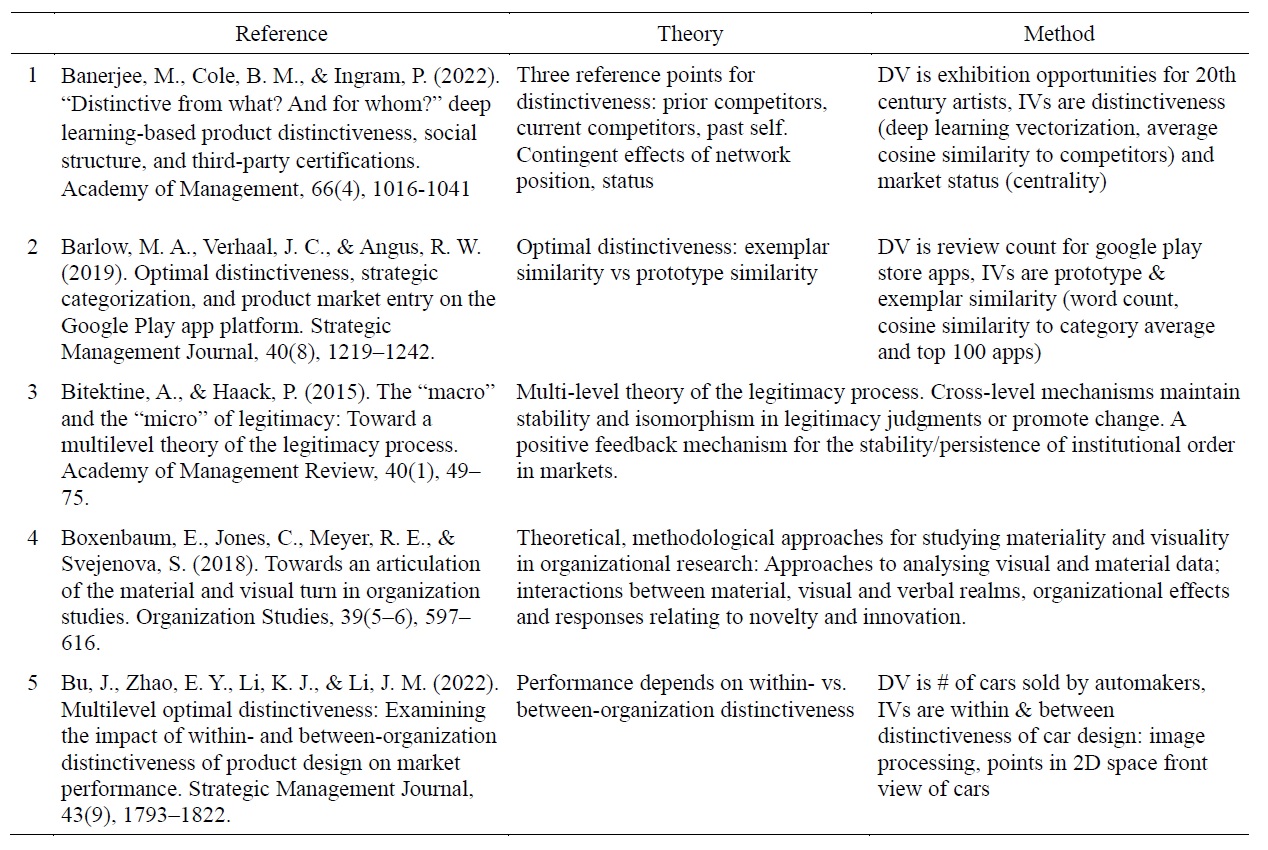 Reference Theory Method
1 Banerjee, M., Cole, B. M., & Ingram, P. (2022).
“Distinctive from what? And for whom?” deep
learning-based product distinctiveness, social
structure, and third-party certifications.
Academy of Management, 66(4), 1016-1041
Three reference points for
distinctiveness: prior competitors,
current competitors, past self.
Contingent effects of network
position, status
DV is exhibition opportunities for 20th
century artists, IVs are distinctiveness
(deep learning vectorization, average
cosine similarity to competitors) and
market status (centrality)
2 Barlow, M. A., Verhaal, J. C., & Angus, R. W.
(2019). Optimal distinctiveness, strategic
categorization, and product market entry on the
Google Play app platform. Strategic
Management Journal, 40(8), 1219–1242.
Optimal distinctiveness: exemplar
similarity vs prototype similarity
DV is review count for google play
store apps, IVs are prototype &
exemplar similarity (word count,
cosine similarity to category average
and top 100 apps)
3 Bitektine, A., & Haack, P. (2015). The “macro”
and the “micro” of legitimacy: Toward a
multilevel theory of the legitimacy process.
Academy of Management Review, 40(1), 49–
75.
Multi-level theory of the legitimacy process. Cross-level mechanisms maintain
stability and isomorphism in legitimacy judgments or promote change. A
positive feedback mechanism for the stability/persistence of institutional order
in markets.
4 Boxenbaum, E., Jones, C., Meyer, R. E., &
Svejenova, S. (2018). Towards an articulation
of the material and visual turn in organization
studies. Organization Studies, 39(5–6), 597–
616.
Theoretical, methodological approaches for studying materiality and visuality
in organizational research: Approaches to analysing visual and material data;
interactions between material, visual and verbal realms, organizational effects
and responses relating to novelty and innovation.
5 Bu, J., Zhao, E. Y., Li, K. J., & Li, J. M. (2022).
Multilevel optimal distinctiveness: Examining
the impact of within- and between-organization
distinctiveness of product design on market
performance. Strategic Management Journal,
43(9), 1793–1822.
Performance depends on within- vs.
between-organization distinctiveness
DV is # of cars sold by automakers,
IVs are within & between
distinctiveness of car design: image
processing, points in 2D space front
view of cars